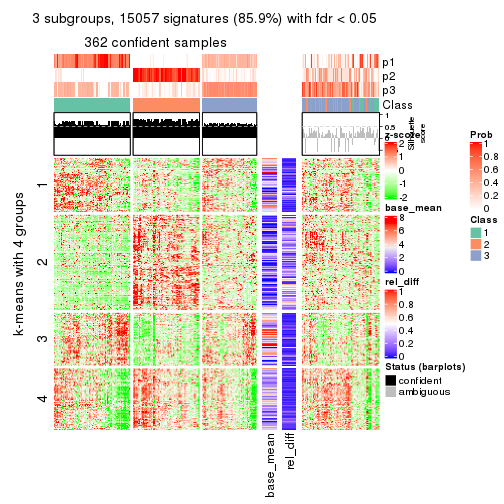 3 subgroups, 15057 signatures (85.9%) with fdr < 0.05
362 confident samples
p1
p2
p3
Class
1
0.5
0
Silhouette
score
z-score
2
1
0
-1
-2
base_mean
8
6
4
2
0
rel_diff
1
0.8
0.6
0.4
0.2
0
Prob
1
0.8
0.6
0.4
0.2
0
Class
1
2
3
Status (barplots)
confident
ambiguous
k-means with 4 groups
1
2
3
4
base_mean
rel_diff